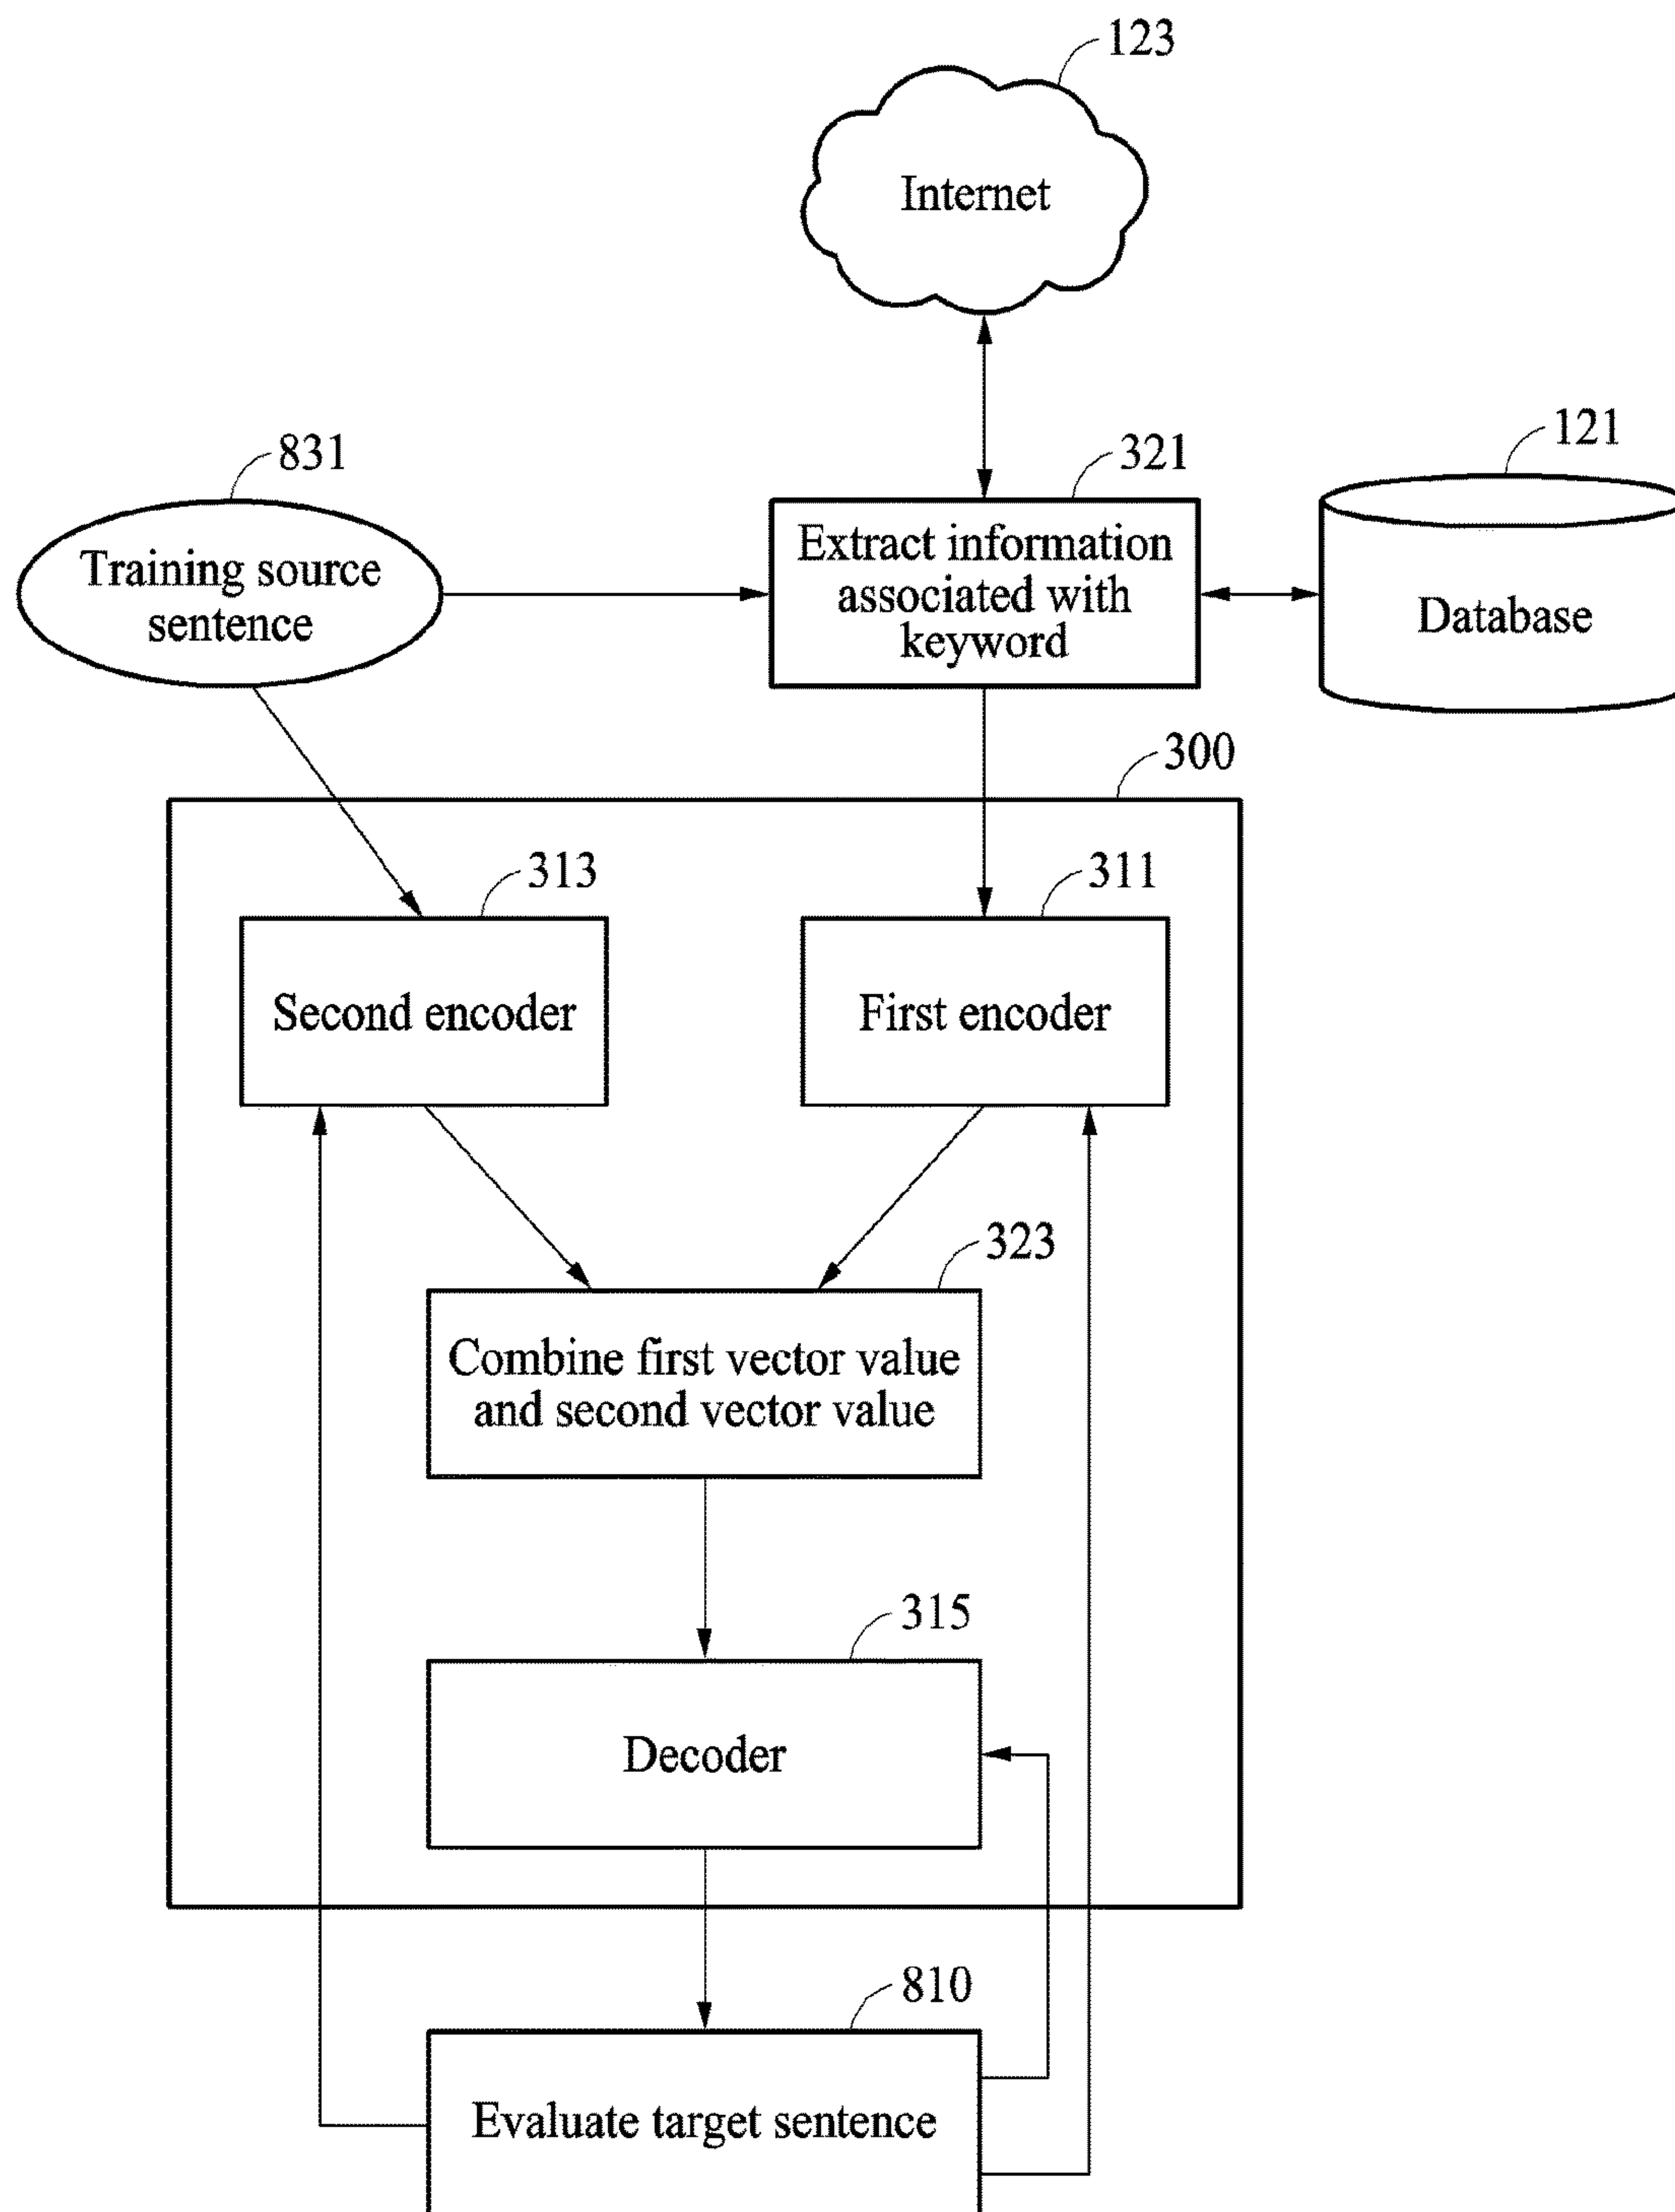 123
Internet
831
321
121
Training source
sentence
Extract information
associated with
keyword
Database
300
313
311
Second encoder
First encoder
323
Combine first vector value
and second vector value
315
Decoder
810
Evaluate target sentence